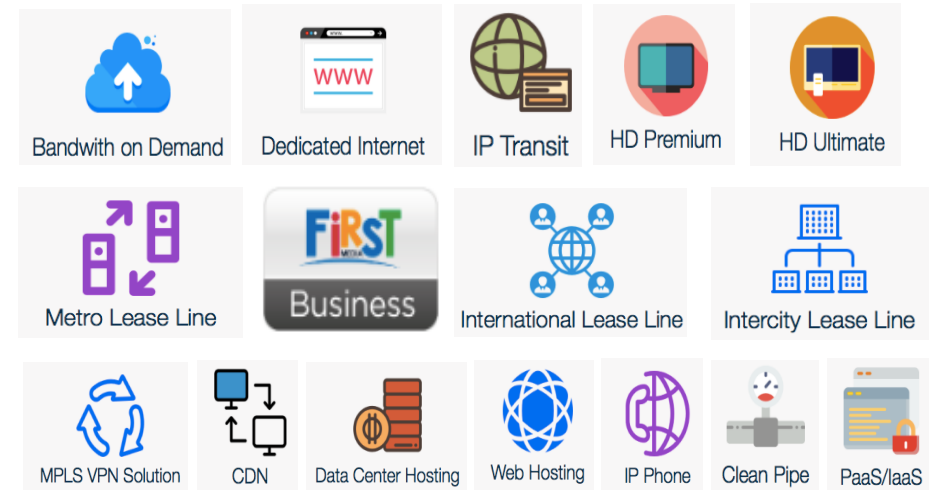 WWW
WWW
Bandwith on Demand
Dedicated Internet
IP Transit
HD Premium
HD Ultimate
FiRST
MEDIA
Business
Metro Lease Line
International Lease Line
Intercity Lease Line
MPLS VPN Solution
CDN
Data Center Hosting
Web Hosting
IP Phone
Clean Pipe
PaaS/IaaS